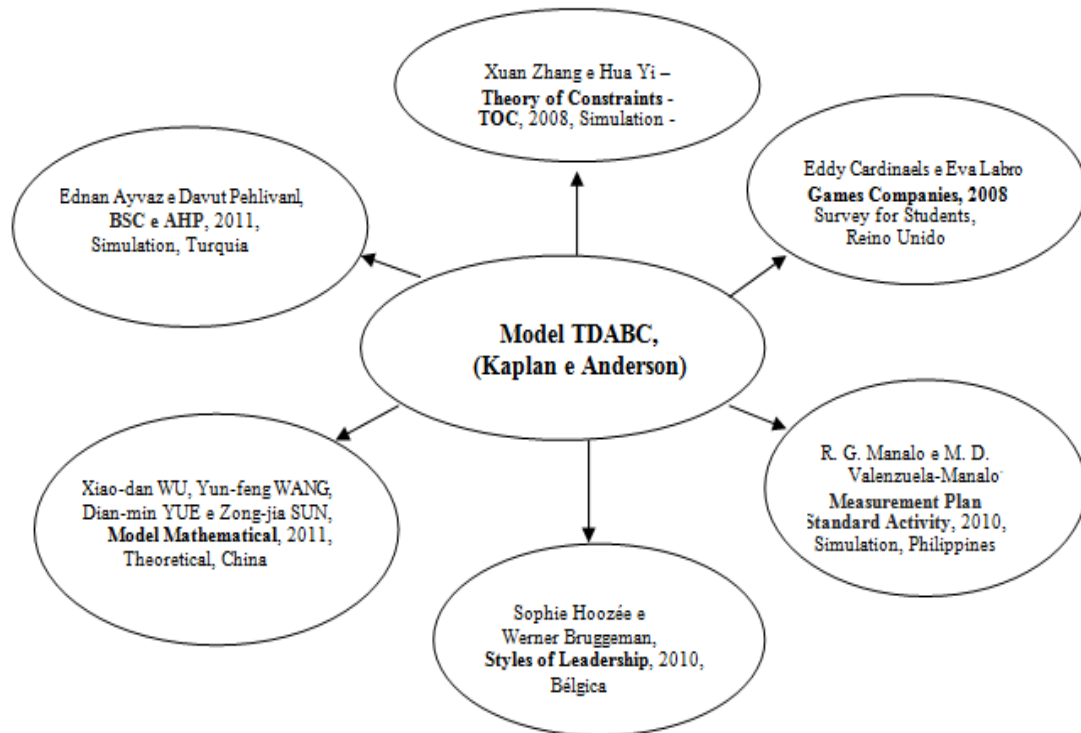 Xuan Zhang e Hua Yi –
Theory of Constraints -
TOC, 2008, Simulation -
Eddy Cardinaels e Eva Labro
Games Companies, 2008
Survey for Students,
Reino Unido
Ednan Ayvaz e Davut Pehlivanl,
BSC e AHP, 2011,
Simulation, Turquia
Model TDABC,
(Kaplan e Anderson)
R. G. Manalo e M. D.
Valenzuela-Manalo
Measurement Plan
Standard Activity, 2010,
Simulation, Philippines
Xiao-dan WU, Yun-feng WANG,
Dian-min YUE e Zong-jia SUN,
Model Mathematical, 2011,
Theoretical, China
Sophie Hoozée e
Werner Bruggeman,
Styles of Leadership, 2010,
Bélgica